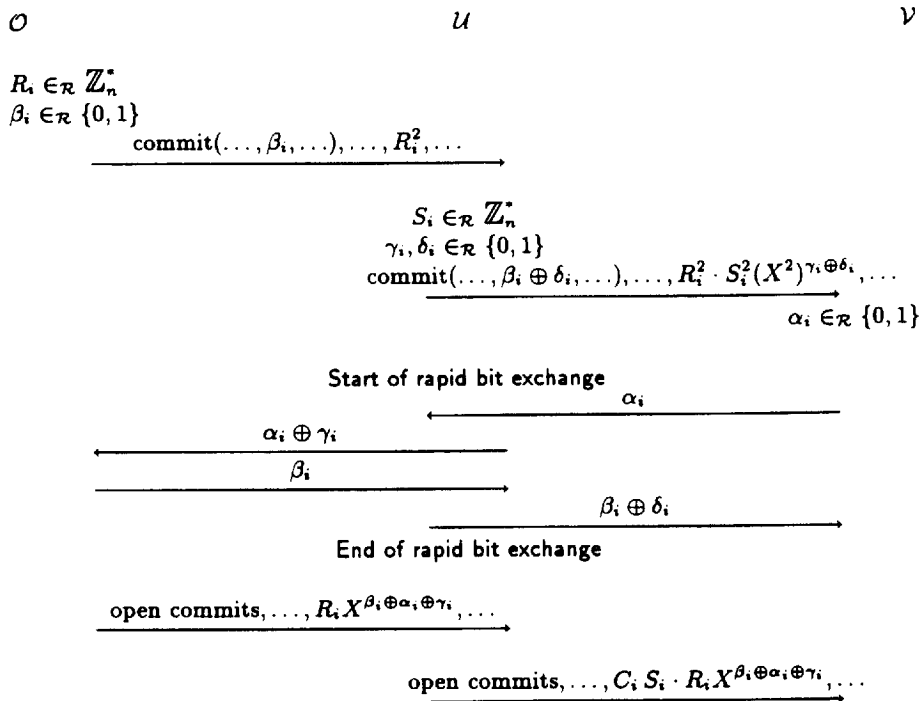 𝒪 𝒰 𝒱
R_i ∈_ℛ ℤ_n^*
β_i ∈_ℛ {0, 1}
commit(…, β_i, …), …, R_i^2, …
S_i ∈_ℛ ℤ_n^*
γ_i, δ_i ∈_ℛ {0, 1}
commit(…, β_i ⊕ δ_i, …), …, R_i^2 · S_i^2(X^2)^{γ_i⊕δ_i}, …
α_i ∈_ℛ {0, 1}
Start of rapid bit exchange
α_i
α_i ⊕ γ_i
β_i
β_i ⊕ δ_i
End of rapid bit exchange
open commits, …, R_i X^{β_i⊕α_i⊕γ_i}, …
open commits, …, C_i S_i · R_i X^{β_i⊕α_i⊕γ_i}, …